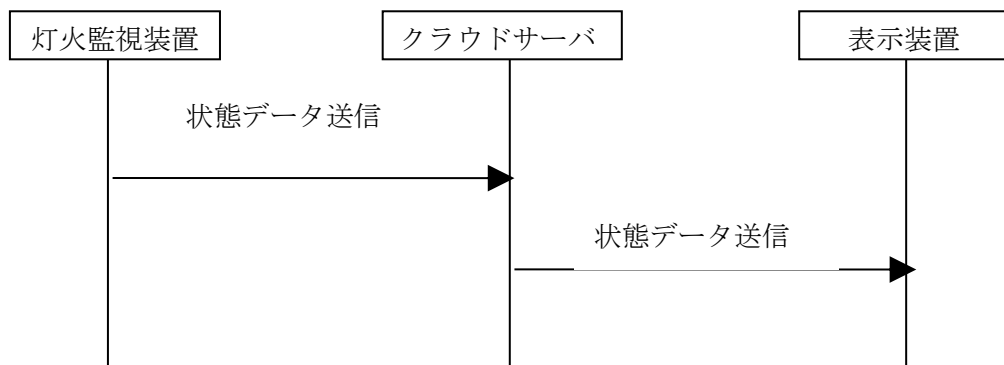 灯火監視装置
クラウドサーバ
表示装置
状態データ送信
状態データ送信